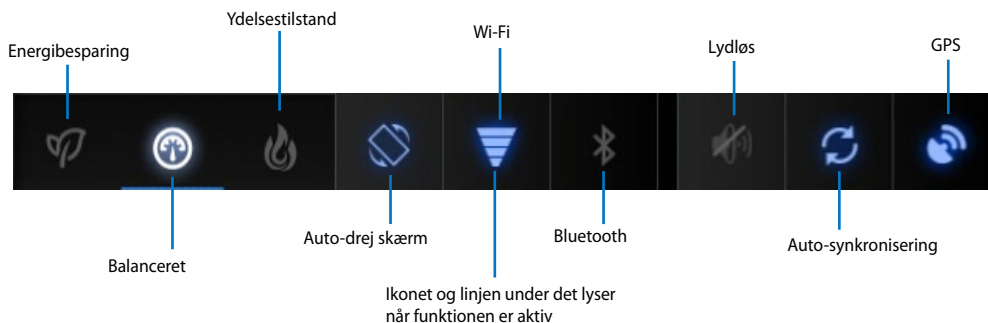 Ydelsestilstand
Energibesparing
Wi-Fi
Lydløs
GPS
Balanceret
Auto-drej skærm
Bluetooth
Auto-synkronisering
Ikonet og linjen under det lyser
når funktionen er aktiv